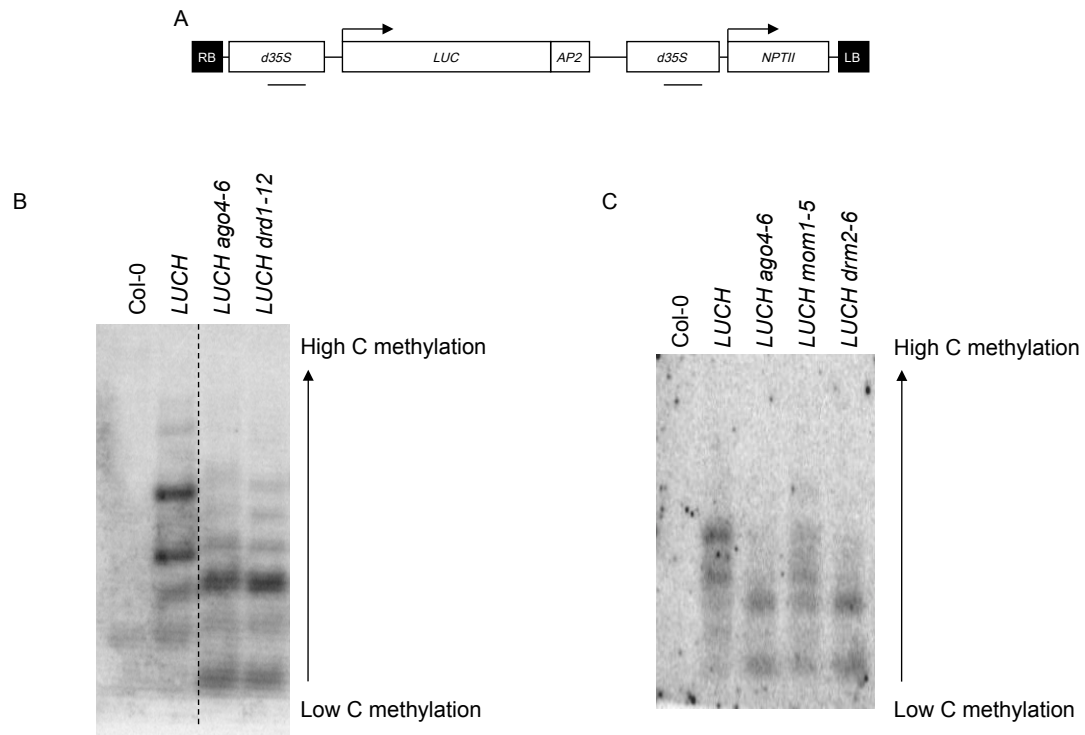 A
RB d35S LUC AP2 d35S NPTII LB
B
Col-0
LUCH
LUCH ago4-6
LUCH drd1-12
High C methylation
Low C methylation
C
Col-0
LUCH
LUCH ago4-6
LUCH mom1-5
LUCH drm2-6
High C methylation
Low C methylation